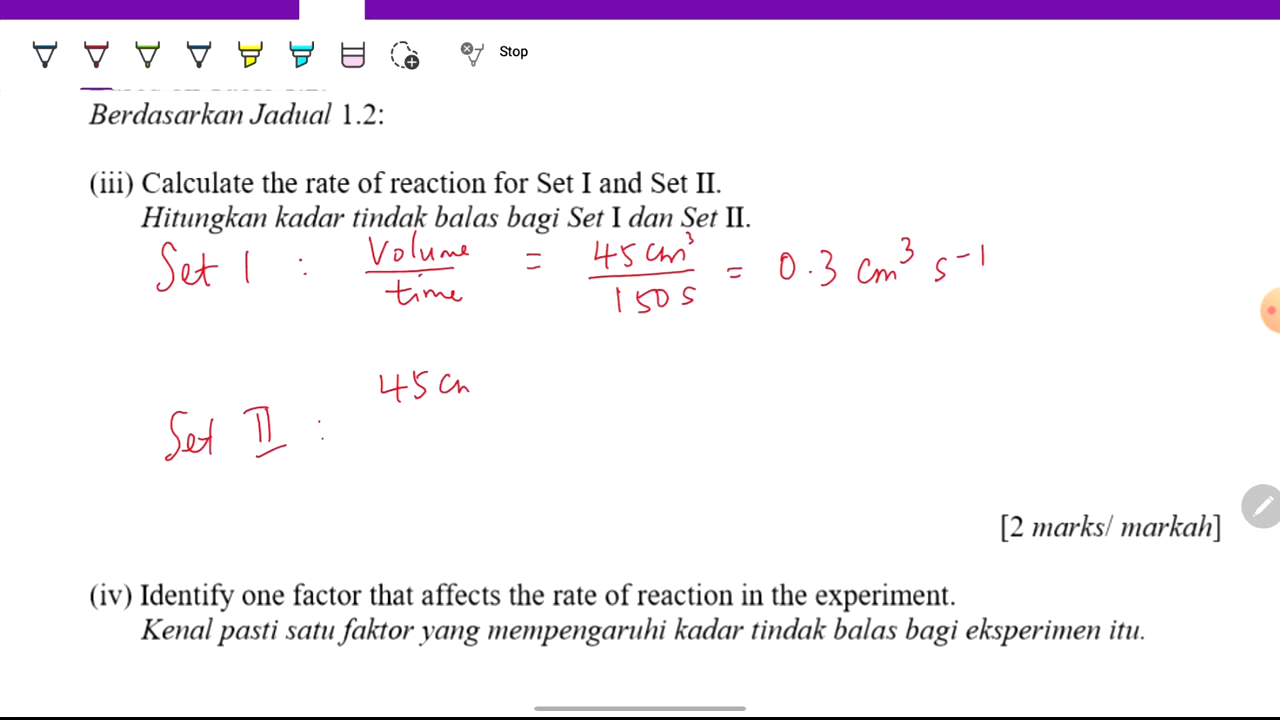 Stop
Berdasarkan Jadual 1.2:
(iii) Calculate the rate of reaction for Set I and Set II.
Hitungkan kadar tindak balas bagi Set I dan Set II.
Set I : Volume / time = 45 cm³ / 150 s = 0.3 cm³ s⁻¹
45 cm
Set II :
[2 marks/ markah]
(iv) Identify one factor that affects the rate of reaction in the experiment.
Kenal pasti satu faktor yang mempengaruhi kadar tindak balas bagi eksperimen itu.